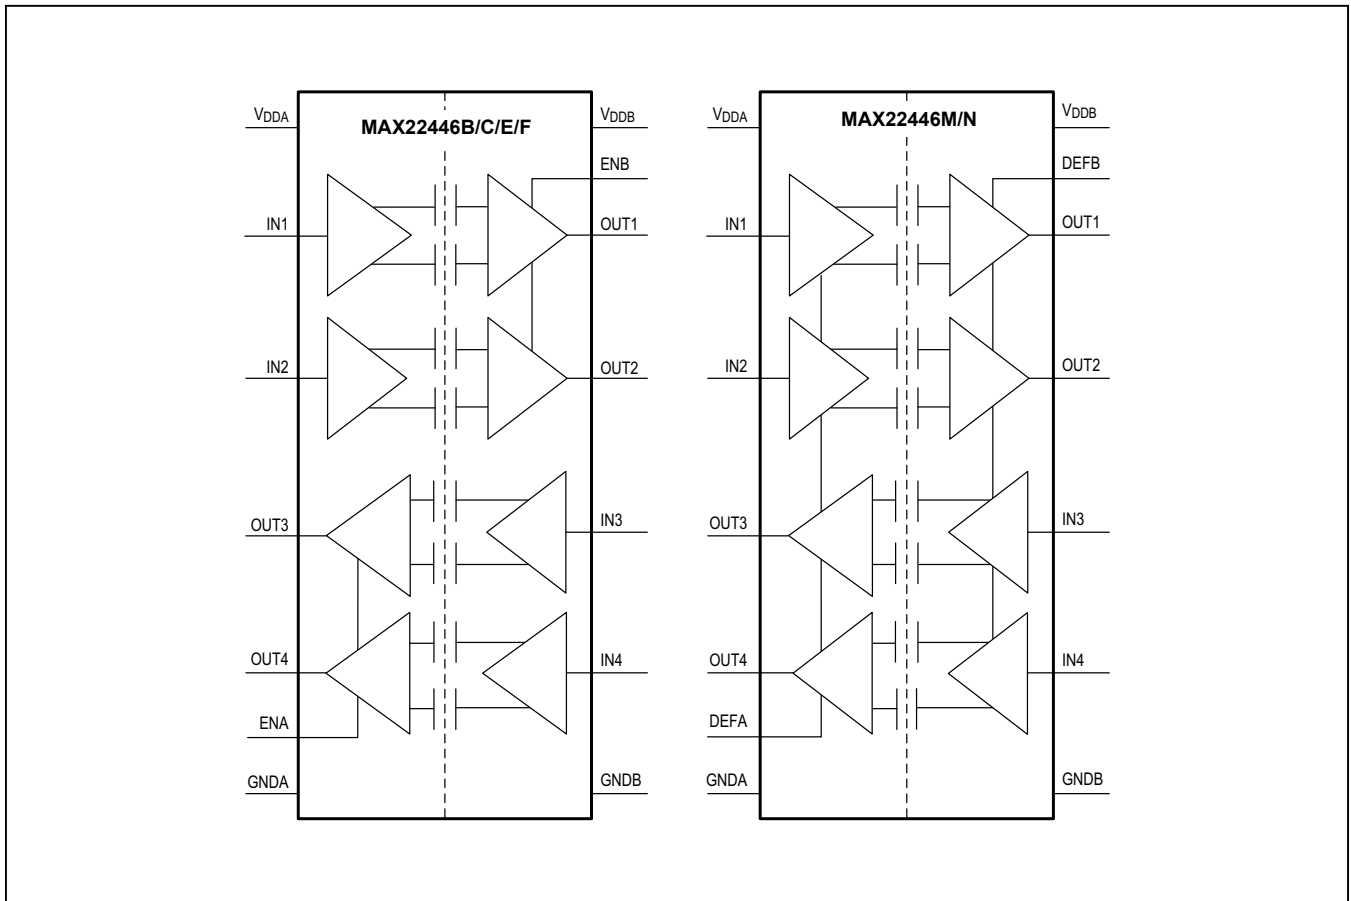 MAX22446B/C/E/F
VDDA
VDDB
ENB
IN1
OUT1
IN2
OUT2
OUT3
IN3
OUT4
IN4
ENA
GNDA
GNDB
MAX22446M/N
VDDA
VDDB
DEFB
IN1
OUT1
IN2
OUT2
OUT3
IN3
OUT4
IN4
DEFA
GNDA
GNDB